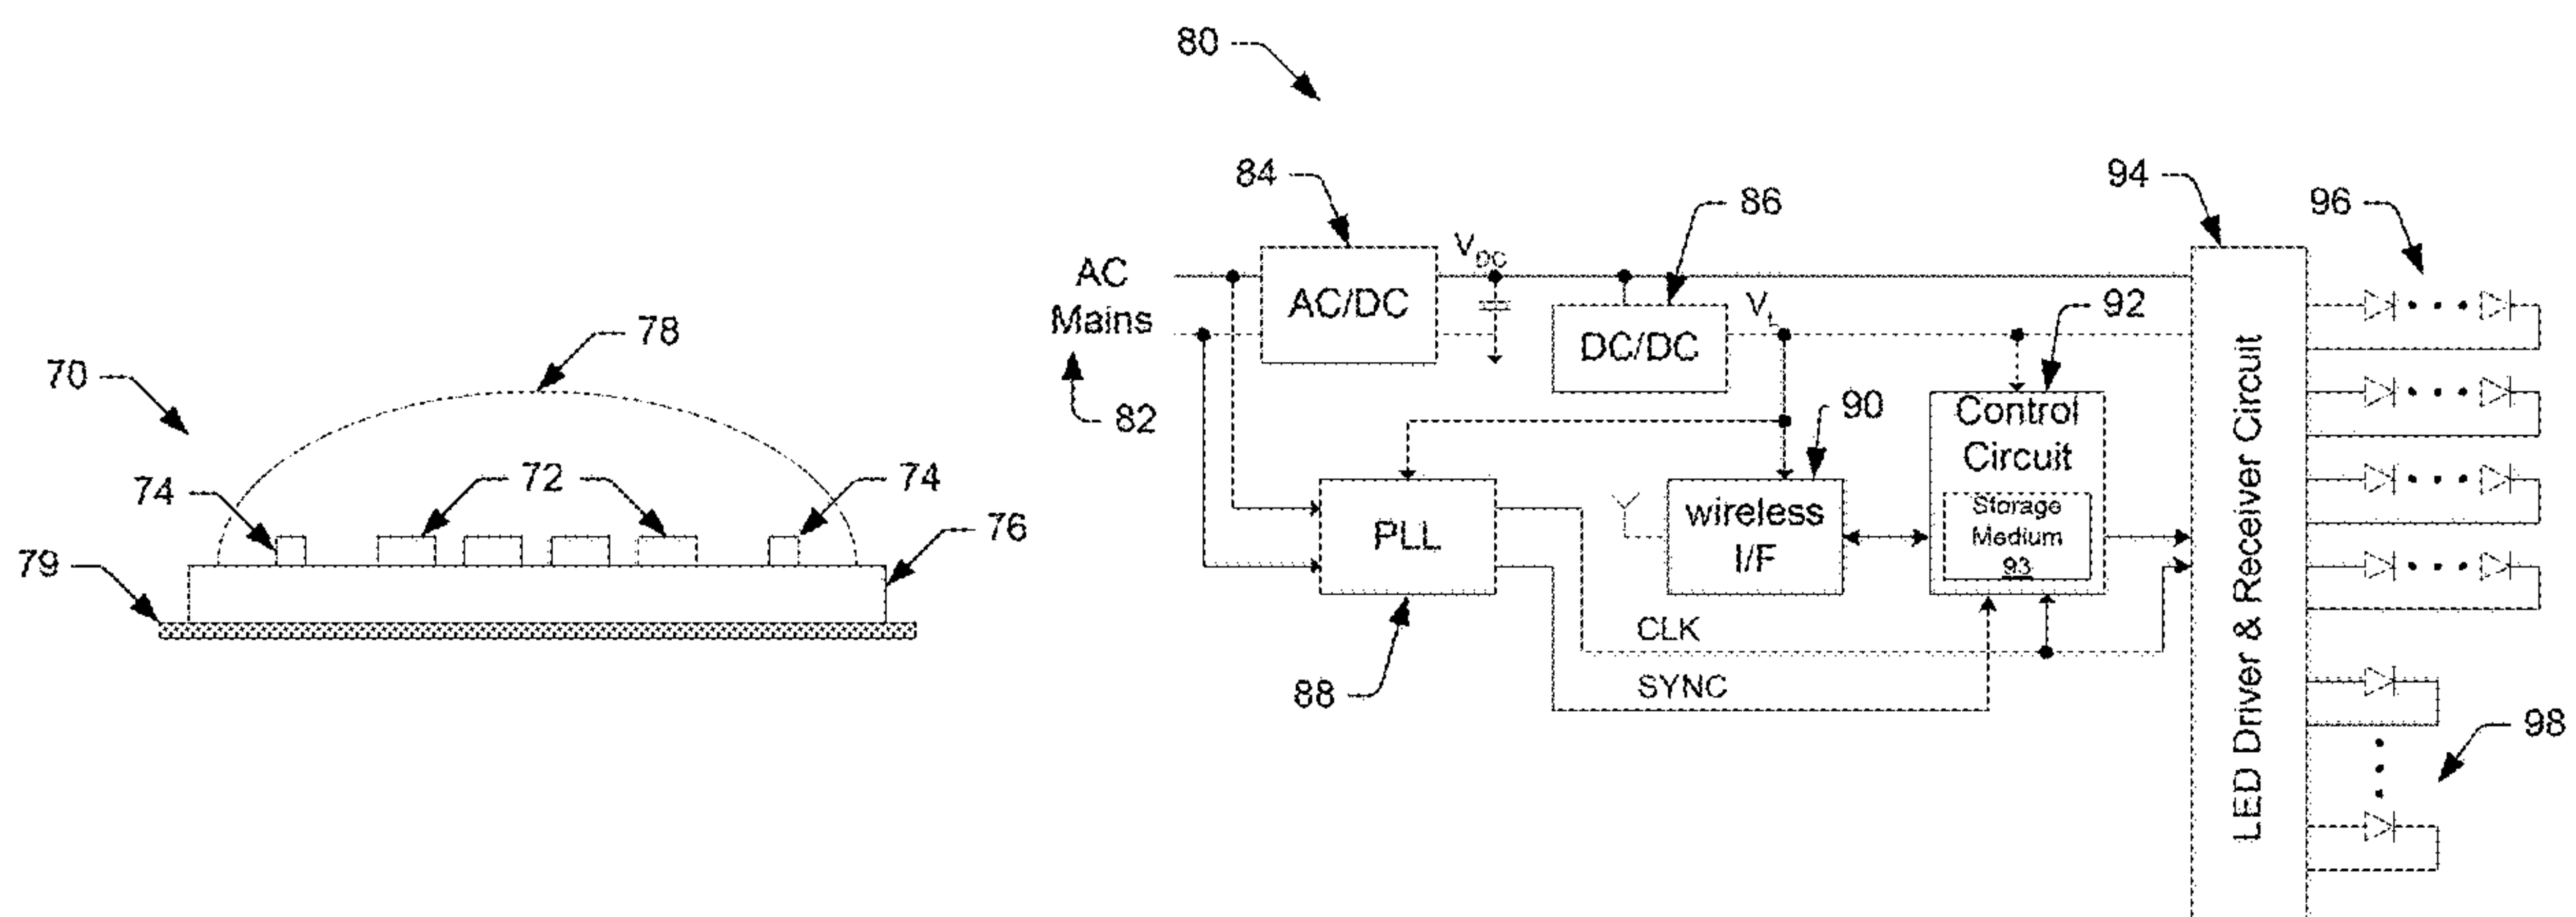 80
84
94
86
96
V_DC
AC
Mains
AC/DC
DC/DC
92
78
70
82
90
Control
Circuit
72
74
74
76
79
PLL
wireless
I/F
Storage
Medium
93
LED Driver & Receiver Circuit
CLK
SYNC
88
98